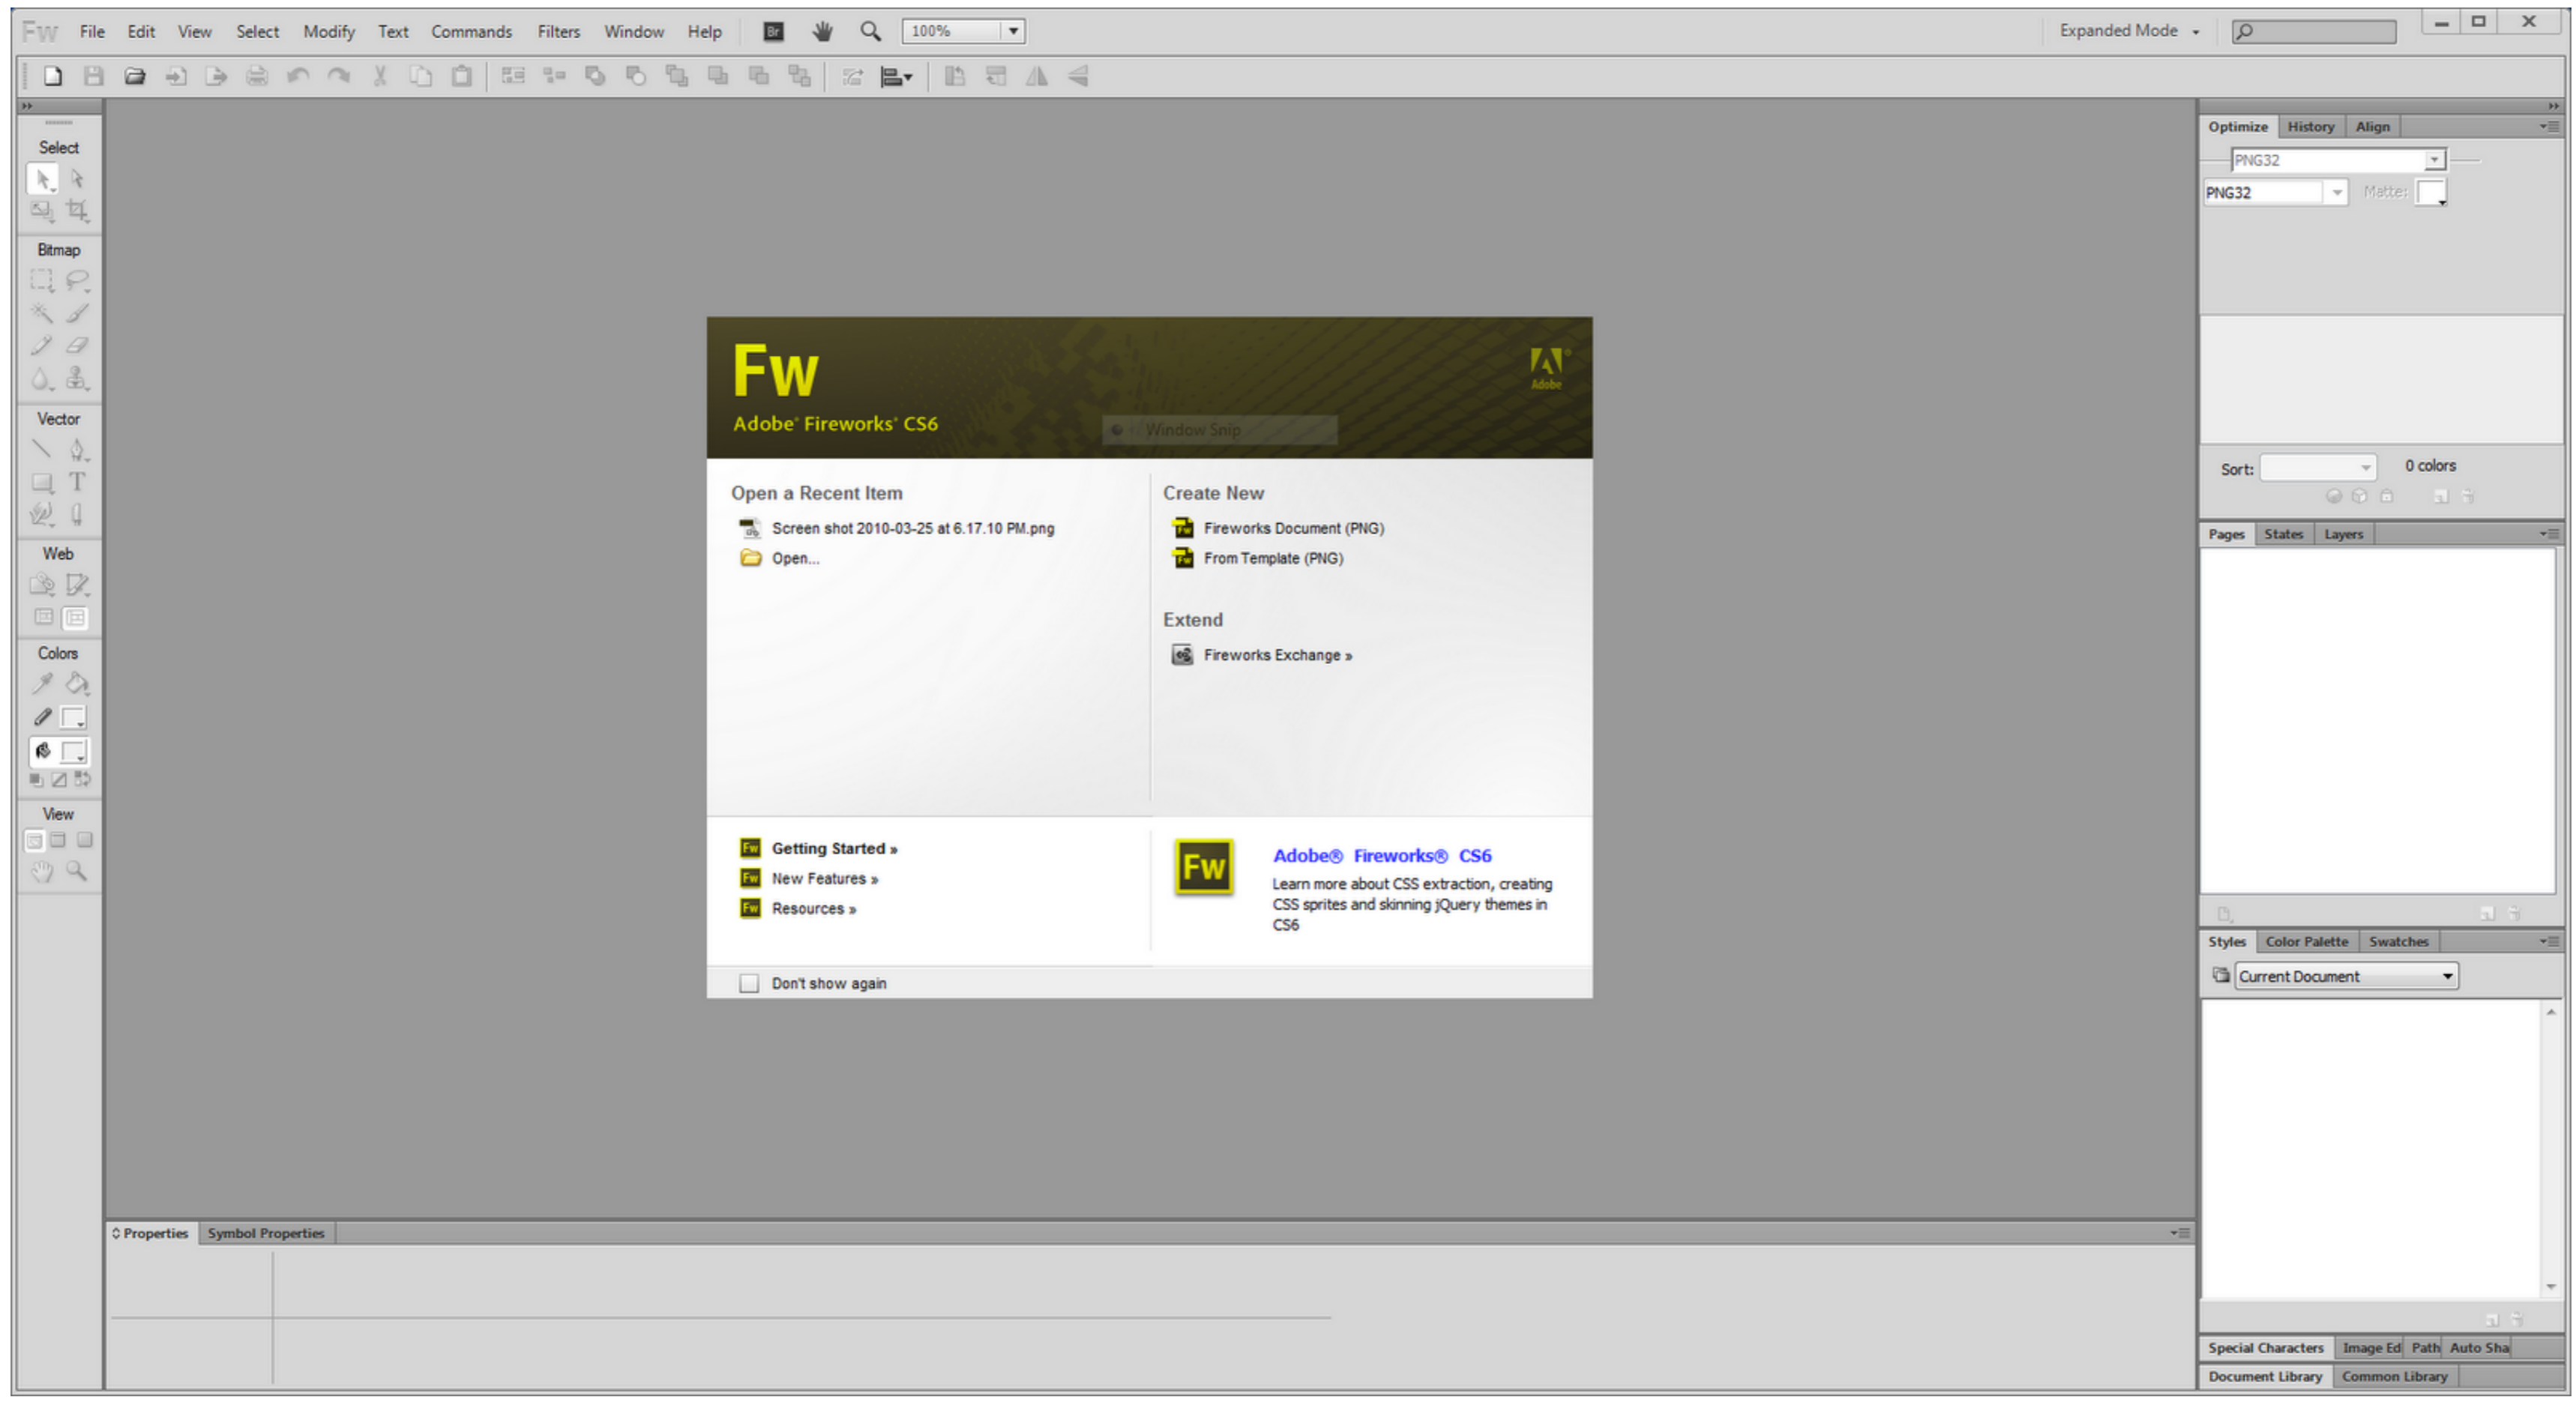 Fw File Edit View Select Modify Text Commands Filters Window Help Br 100% Expanded Mode
Select
Bitmap
Vector
T
Web
Colors
View
Fw
Adobe® Fireworks® CS6
Adobe
Window Snip
Open a Recent Item
Screen shot 2010-03-25 at 6.17.10 PM.png
Open...
Create New
Fireworks Document (PNG)
From Template (PNG)
Extend
Fireworks Exchange »
Fw Getting Started »
Fw New Features »
Fw Resources »
Fw
Adobe® Fireworks® CS6
Learn more about CSS extraction, creating
CSS sprites and skinning jQuery themes in
CS6
Don't show again
Properties Symbol Properties
Optimize History Align
PNG32
PNG32 Matte:
Sort: 0 colors
Pages States Layers
Styles Color Palette Swatches
Current Document
Special Characters Image Ed Path Auto Sha
Document Library Common Library